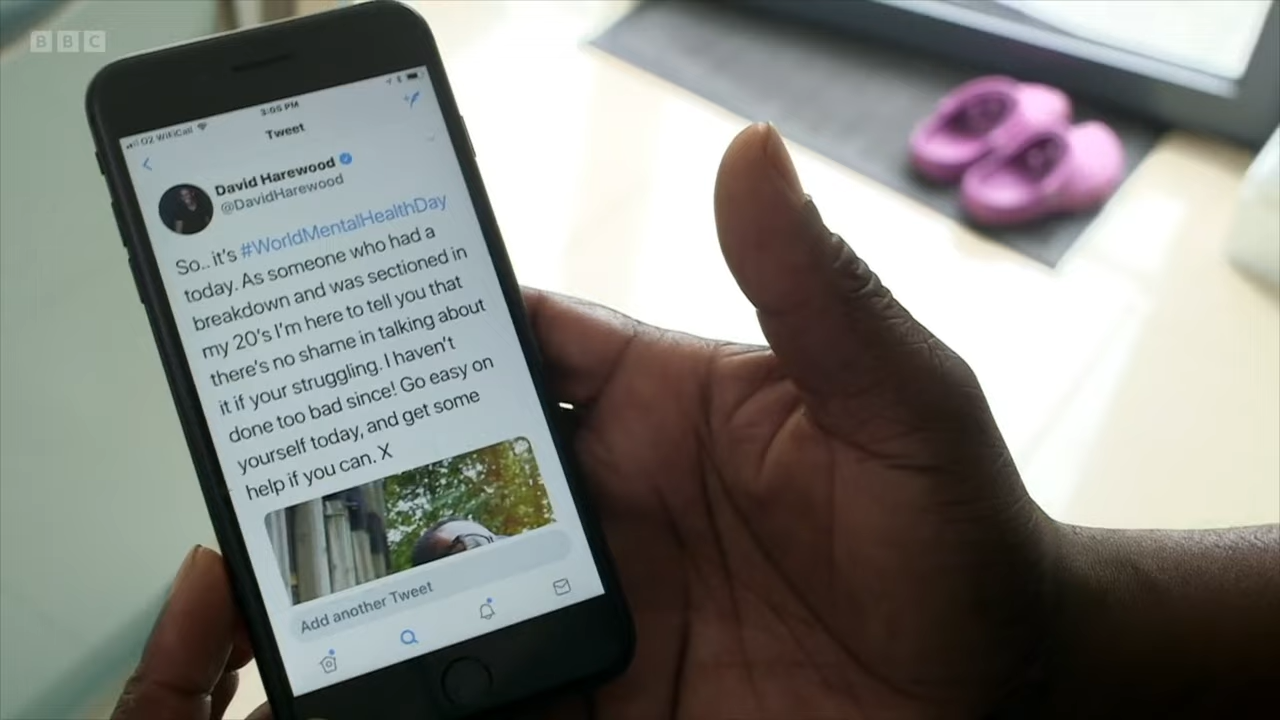 BBC
O2 WiFiCall
3:05 PM
Tweet
David Harewood
@DavidHarewood
So.. it's #WorldMentalHealthDay
today. As someone who had a
breakdown and was sectioned in
my 20's I'm here to tell you that
there's no shame in talking about
it if your struggling. I haven't
done too bad since! Go easy on
yourself today, and get some
help if you can. X
Add another Tweet